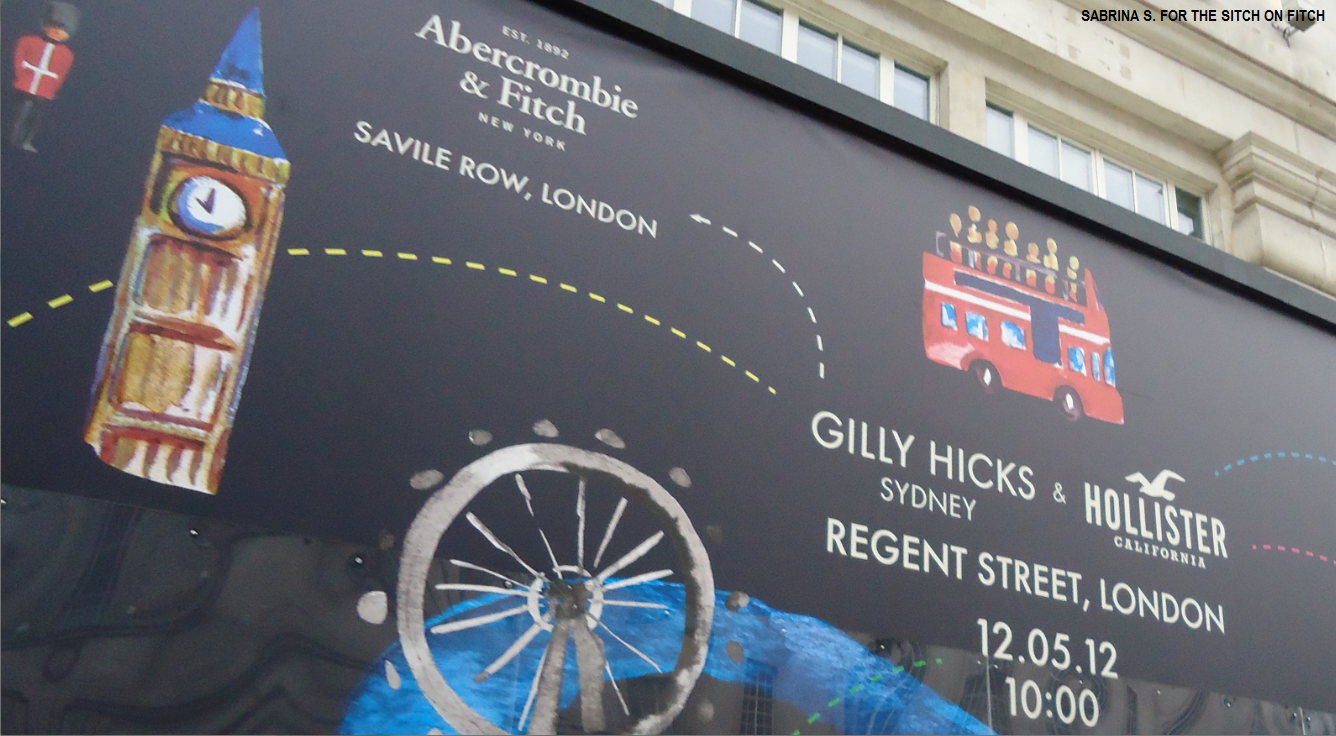 SABRINA S. FOR THE SITCH ON FITCH
EST. 1892
Abercrombie
& Fitch
NEW YORK
SAVILE ROW, LONDON
GILLY HICKS
SYDNEY
&
HOLLISTER
CALIFORNIA
REGENT STREET, LONDON
12.05.12
10:00